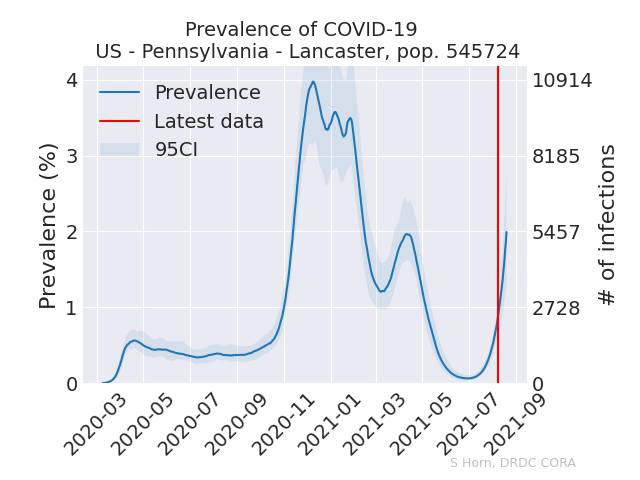 Prevalence of COVID-19
US - Pennsylvania - Lancaster, pop. 545724
Prevalence
Latest data
95CI
Prevalence (%)
4
3
2
1
0
10914
8185
5457
2728
0
# of infections
2020-03
2020-05
2020-07
2020-09
2020-11
2021-01
2021-03
2021-05
2021-07
2021-09
S Horn, DRDC CORA